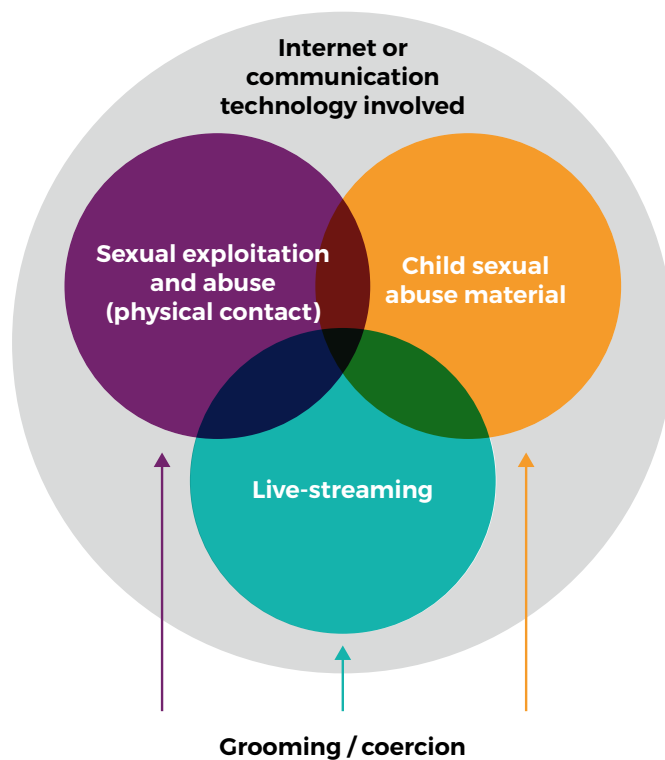 Internet or
communication
technology involved
Sexual exploitation
and abuse
(physical contact)
Child sexual
abuse material
Live-streaming
Grooming / coercion